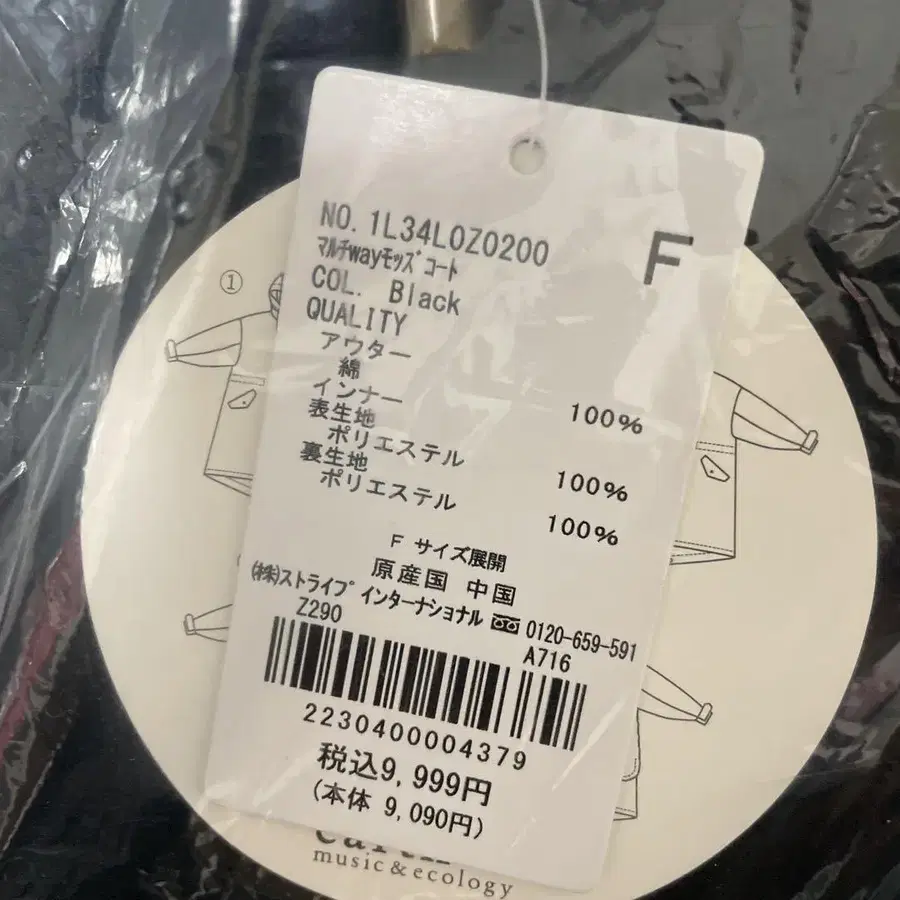 NO. 1L34L0Z0200
F
ﾏﾙﾁwayﾓｯｽﾞｺｰﾄ
COL. Black
QUALITY
アウター
綿 100%
インナー
表生地
ポリエステル 100%
裏生地
ポリエステル 100%
F サイズ展開
原産国 中国
(株)ストライプ インターナショナル 0120-659-591
Z290 A716
2230400004379
税込9,999円
(本体 9,090円)
①
music & ecology